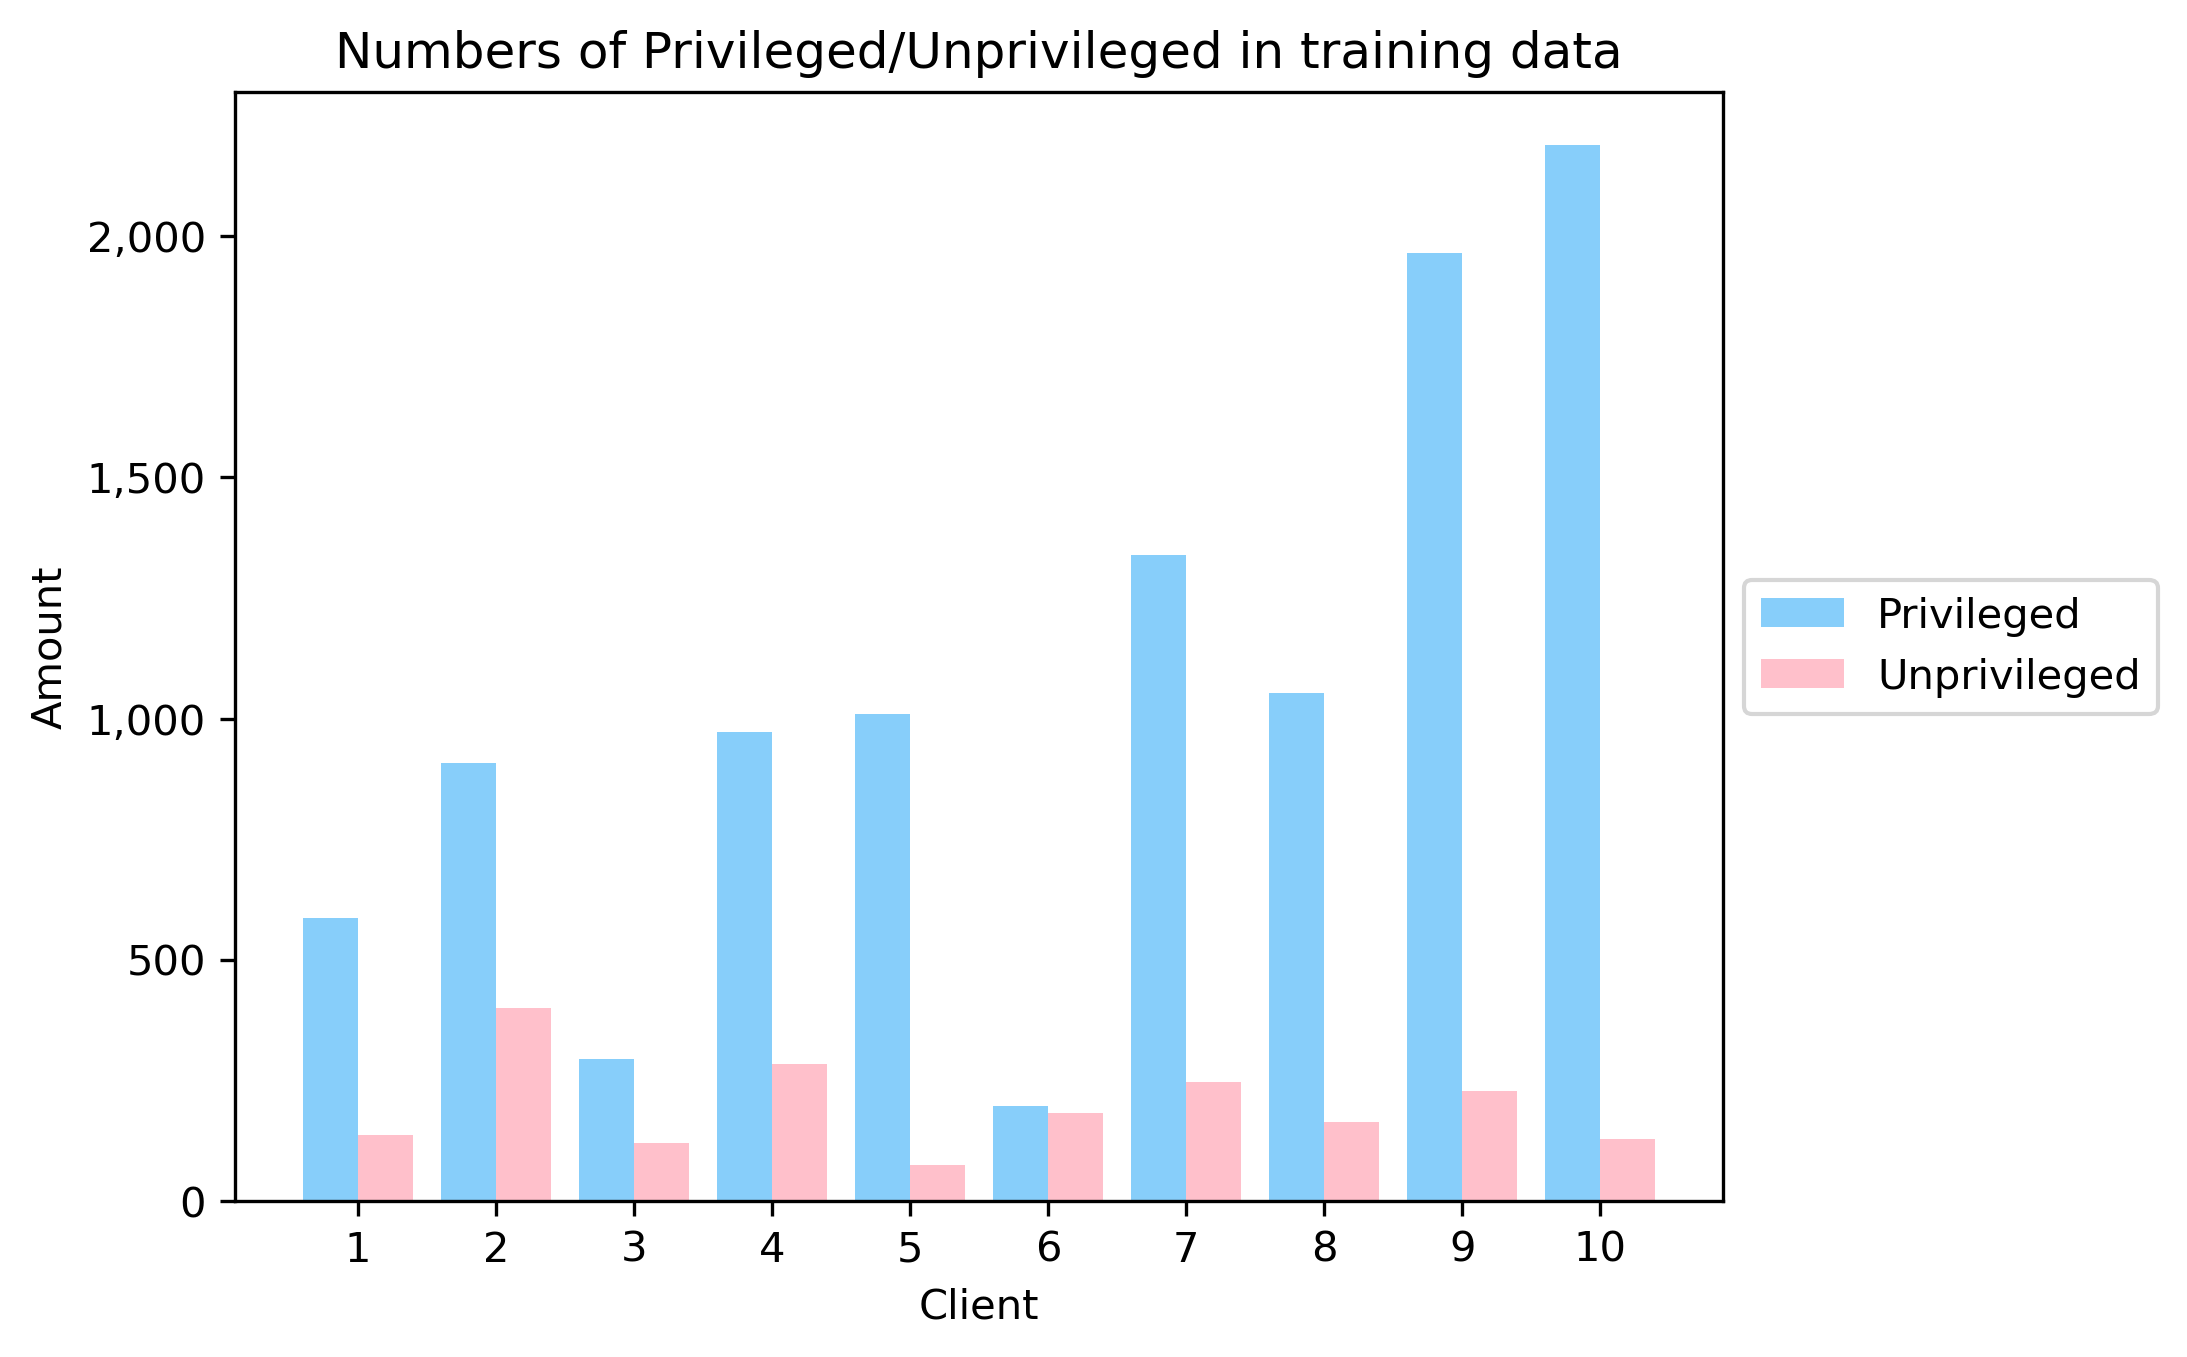 Numbers of Privileged/Unprivileged in training data
2,000
1,500
1,000
500
0
Amount
1 2 3 4 5 6 7 8 9 10
Client
Privileged
Unprivileged